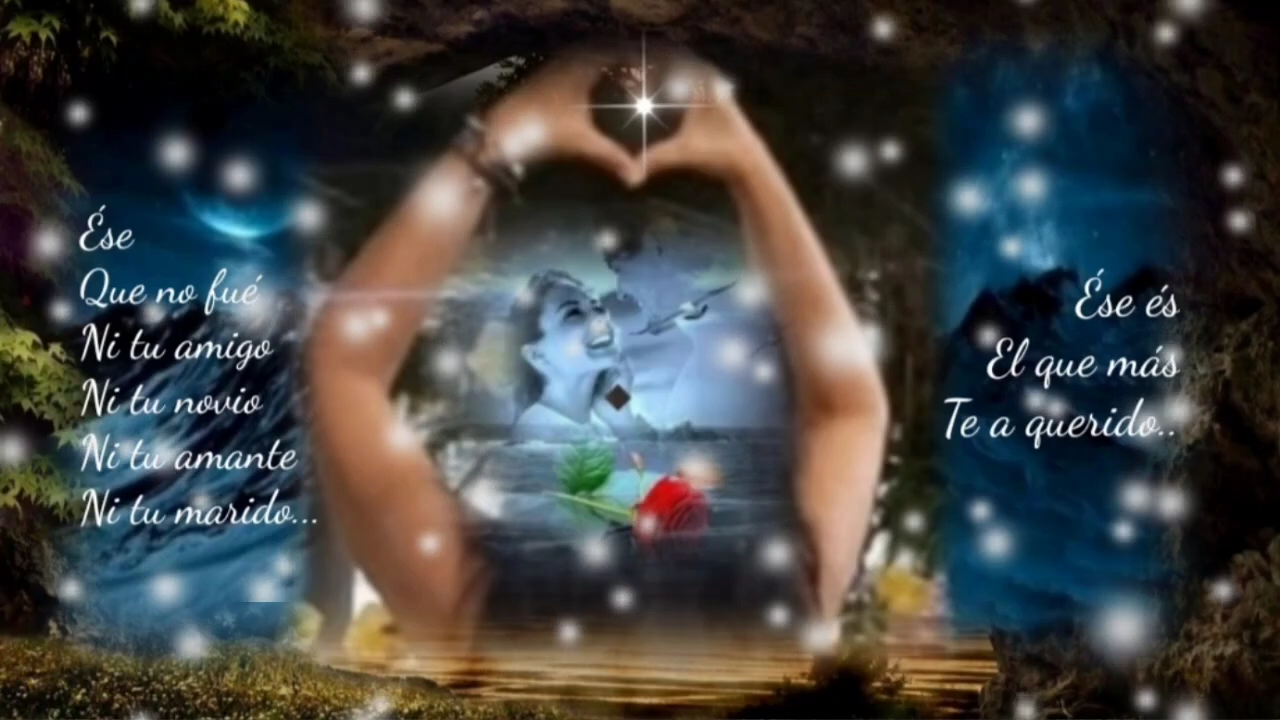 Ése
Que no fué
Ni tu amigo
Ni tu novio
Ni tu amante
Ni tu marido...
Ése és
El que más
Te a querido..